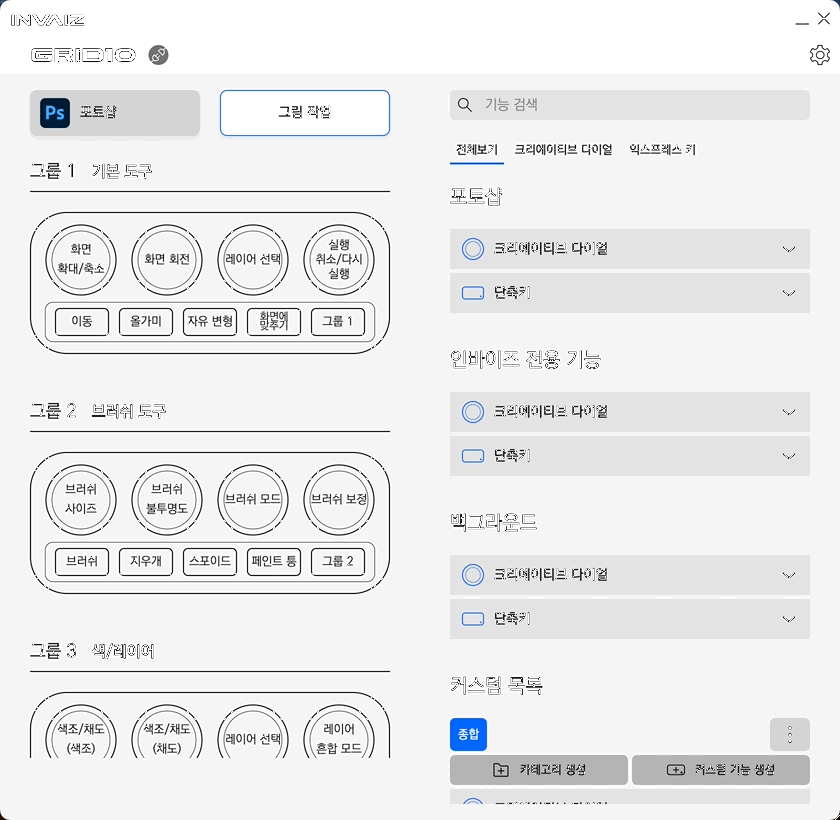 INVAIZ
GRID10
Ps 포토샵
그림 작업
그룹 1 기본 도구
화면
확대/축소
화면 회전
레이어 선택
실행
취소/다시
실행
이동
올가미
자유 변형
화면에
맞추기
그룹 1
그룹 2 브러쉬 도구
브러쉬
사이즈
브러쉬
불투명도
브러쉬 모드
브러쉬 보정
브러쉬
지우개
스포이드
페인트 통
그룹 2
그룹 3 색/레이어
색조/채도
(색조)
색조/채도
(채도)
레이어 선택
레이어
혼합 모드
기능 검색
전체보기
크리에이티브 다이얼
익스프레스 키
포토샵
크리에이티브 다이얼
단축키
인바이즈 전용 기능
크리에이티브 다이얼
단축키
백그라운드
크리에이티브 다이얼
단축키
커스텀 목록
종합
카테고리 생성
커스텀 기능 생성